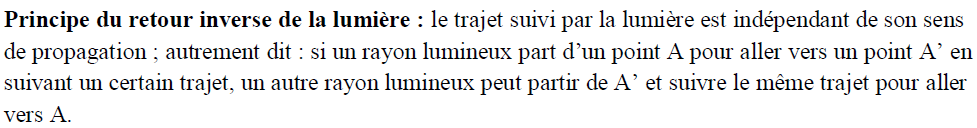 Principe du retour inverse de la lumière : le trajet suivi par la lumière est indépendant de son sens
de propagation ; autrement dit : si un rayon lumineux part d’un point A pour aller vers un point A’ en
suivant un certain trajet, un autre rayon lumineux peut partir de A’ et suivre le même trajet pour aller
vers A.